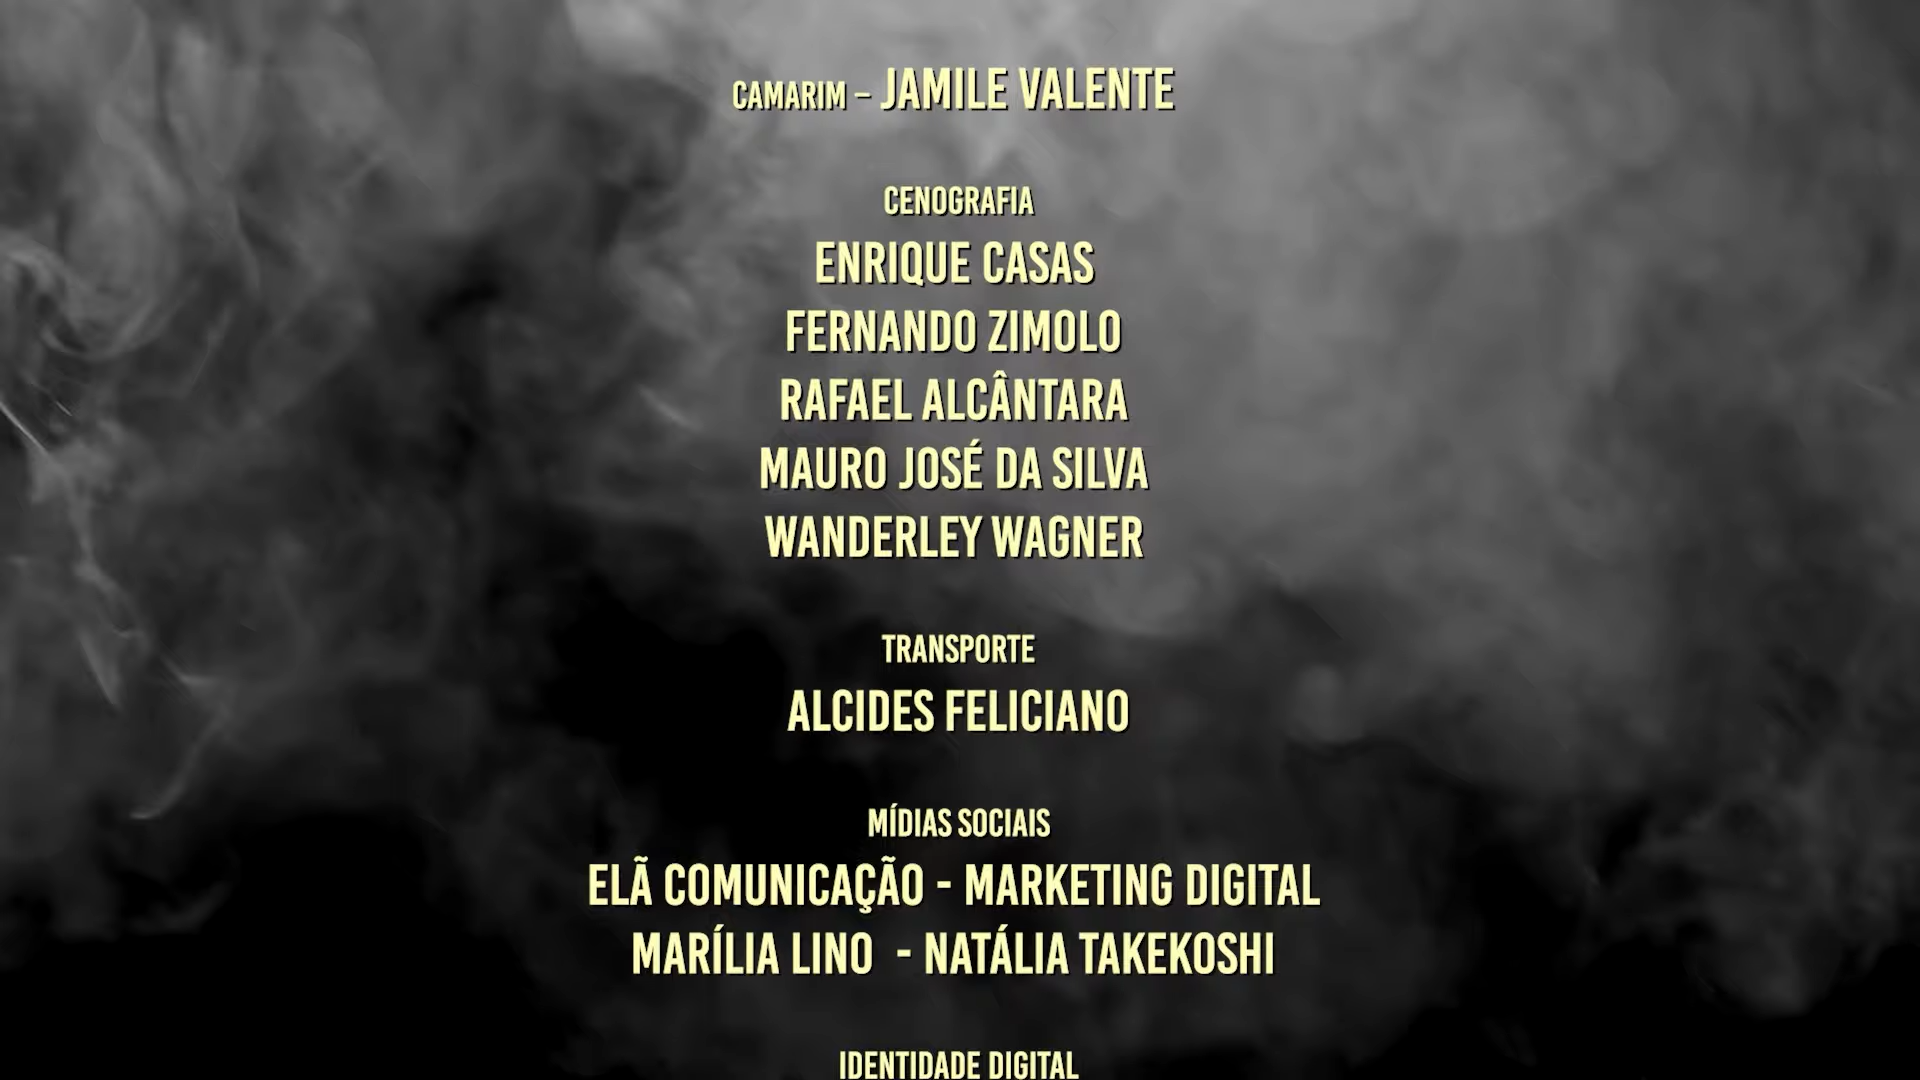 CAMARIM – JAMILE VALENTE
CENOGRAFIA
ENRIQUE CASAS
FERNANDO ZIMOLO
RAFAEL ALCÂNTARA
MAURO JOSÉ DA SILVA
WANDERLEY WAGNER
TRANSPORTE
ALCIDES FELICIANO
MÍDIAS SOCIAIS
ELÃ COMUNICAÇÃO - MARKETING DIGITAL
MARÍLIA LINO - NATÁLIA TAKEKOSHI
IDENTIDADE DIGITAL